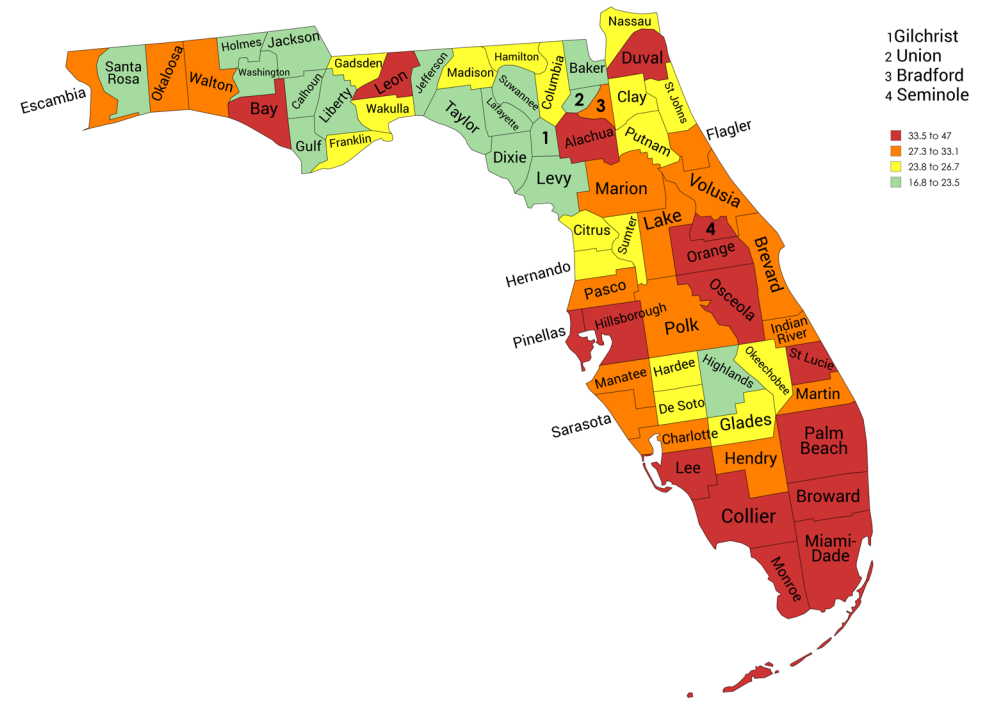 Nassau
1Gilchrist
2 Union
3 Bradford
4 Seminole
33.5 to 47
27.3 to 33.1
23.8 to 26.7
16.8 to 23.5
Escambia
Santa
Rosa
Okaloosa
Walton
Holmes
Jackson
Washington
Bay
Calhoun
Gulf
Liberty
Gadsden
Franklin
Leon
Wakulla
Jefferson
Madison
Taylor
Hamilton
Suwannee
Lafayette
Dixie
Columbia
Baker
Duval
2
3
1
Clay
St Johns
Alachua
Putnam
Flagler
Levy
Marion
Volusia
Citrus
Sumter
Lake
4
Orange
Brevard
Hernando
Pasco
Osceola
Pinellas
Hillsborough
Polk
Indian
River
Manatee
Hardee
Highlands
Okeechobee
St Lucie
Sarasota
De Soto
Glades
Martin
Charlotte
Palm
Beach
Lee
Hendry
Collier
Broward
Miami-
Dade
Monroe